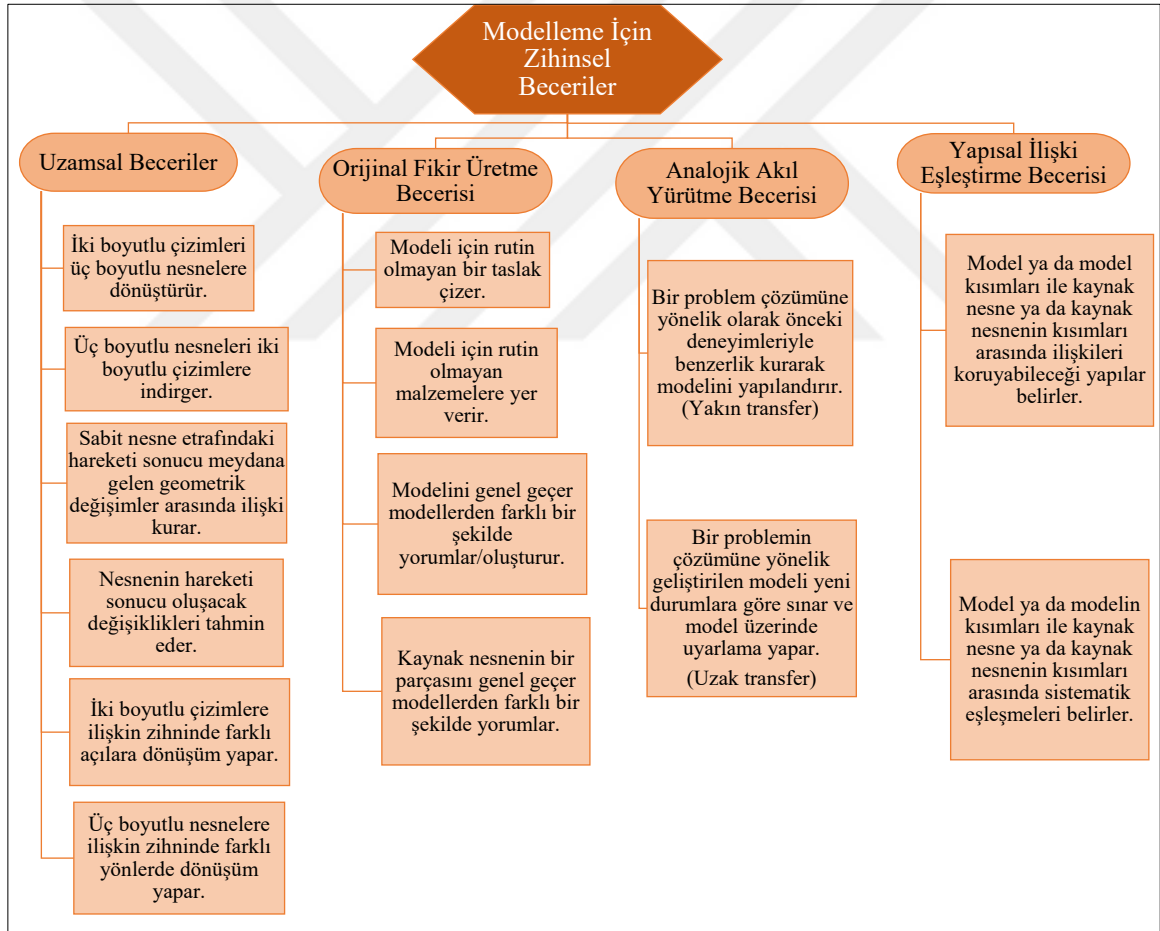 Modelleme İçin
Zihinsel
Beceriler
Uzamsal Beceriler
İki boyutlu çizimleri
üç boyutlu nesnelere
dönüştürür.
Üç boyutlu nesneleri iki
boyutlu çizimlere
indirger.
Sabit nesne etrafındaki
hareketi sonucu meydana
gelen geometrik
değişimler arasında ilişki
kurar.
Nesnenin hareketi
sonucu oluşacak
değişiklikleri tahmin
eder.
İki boyutlu çizimlere
ilişkin zihninde farklı
açılara dönüşüm yapar.
Üç boyutlu nesnelere
ilişkin zihninde farklı
yönlerde dönüşüm
yapar.
Orijinal Fikir Üretme
Becerisi
Modeli için rutin
olmayan bir taslak
çizer.
Modeli için rutin
olmayan
malzemelere yer
verir.
Modelini genel geçer
modellerden farklı bir
şekilde
yorumlar/oluşturur.
Kaynak nesnenin bir
parçasını genel geçer
modellerden farklı bir
şekilde yorumlar.
Analojik Akıl
Yürütme Becerisi
Bir problem çözümüne
yönelik olarak önceki
deneyimleriyle
benzerlik kurarak
modelini yapılandırır.
(Yakın transfer)
Bir problemin
çözümüne yönelik
geliştirilen modeli yeni
durumlara göre sınar ve
model üzerinde
uyarlama yapar.
(Uzak transfer)
Yapısal İlişki
Eşleştirme Becerisi
Model ya da model
kısımları ile kaynak
nesne ya da kaynak
nesnenin kısımları
arasında ilişkileri
koruyabileceği yapılar
belirler.
Model ya da modelin
kısımları ile kaynak
nesne ya da kaynak
nesnenin kısımları
arasında sistematik
eşleşmeleri belirler.